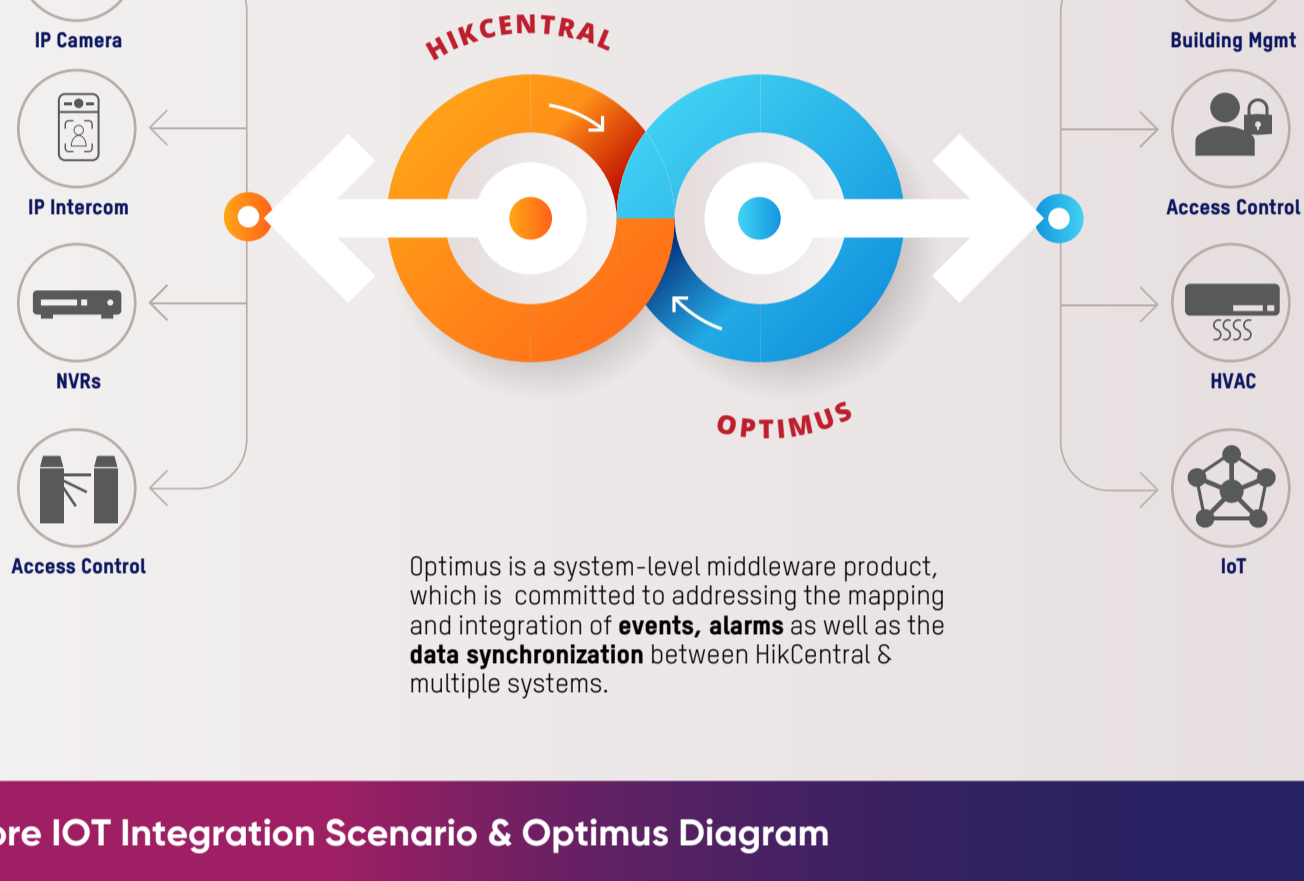 IP Camera
IP Intercom
NVRs
Access Control
HIKCENTRAL
OPTIMUS
Building Mgmt
Access Control
HVAC
IoT
Optimus is a system-level middleware product,
which is committed to addressing the mapping
and integration of events, alarms as well as the
data synchronization between HikCentral &
multiple systems.
IOT Integration Scenario & Optimus Diagram